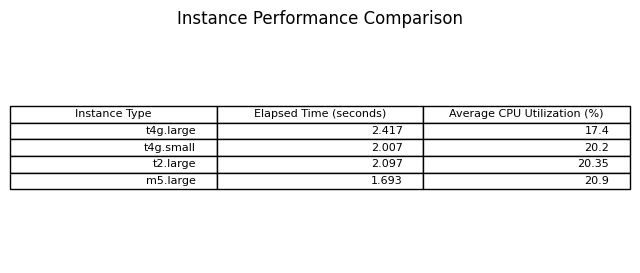 Instance Performance Comparison
Instance Type Elapsed Time (seconds) Average CPU Utilization (%)
t4g.large 2.417 17.4
t4g.small 2.007 20.2
t2.large 2.097 20.35
m5.large 1.693 20.9